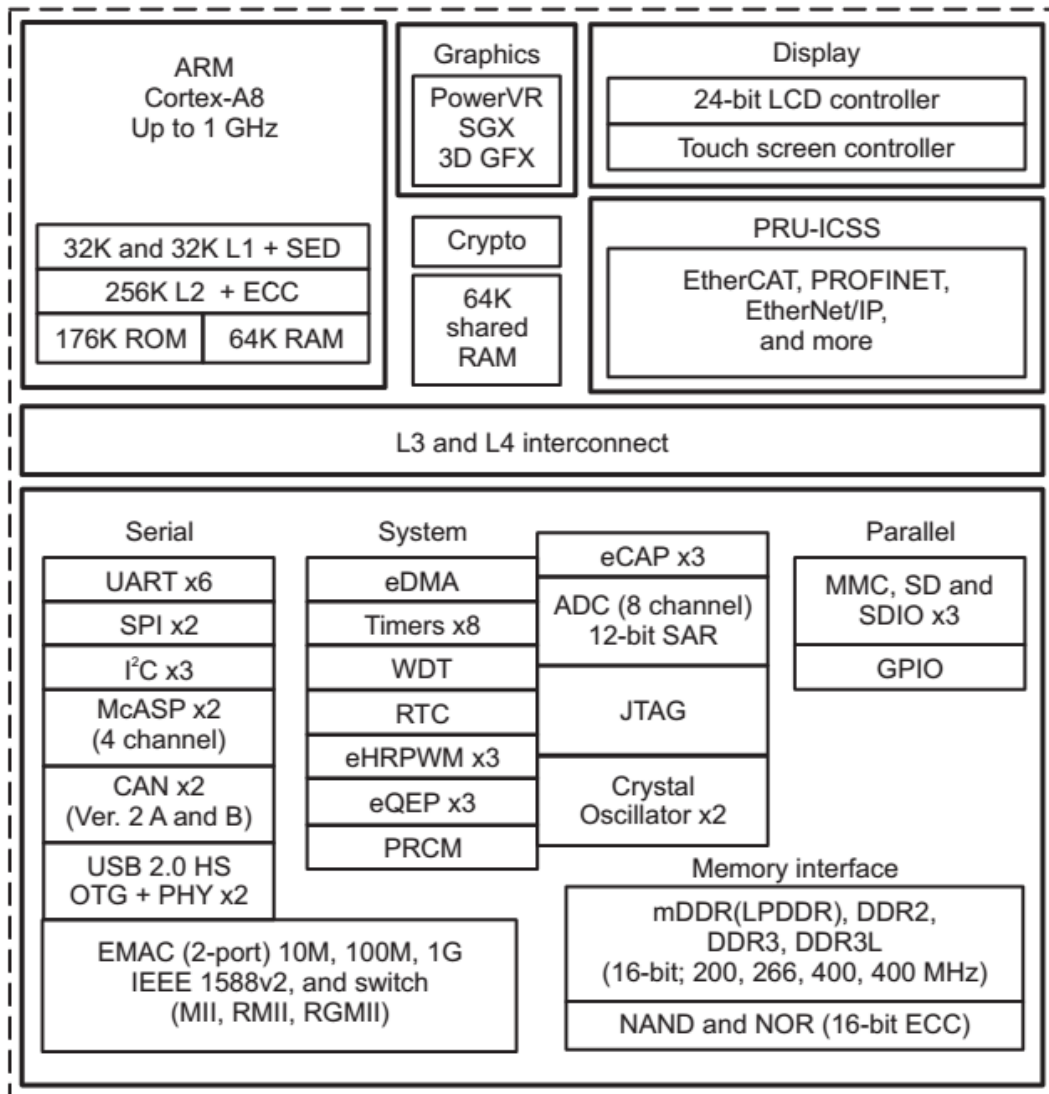 ARM
Cortex-A8
Up to 1 GHz
32K and 32K L1 + SED
256K L2 + ECC
176K ROM
64K RAM
Graphics
PowerVR
SGX
3D GFX
Crypto
64K
shared
RAM
Display
24-bit LCD controller
Touch screen controller
PRU-ICSS
EtherCAT, PROFINET,
EtherNet/IP,
and more
L3 and L4 interconnect
Serial
UART x6
SPI x2
I²C x3
McASP x2
(4 channel)
CAN x2
(Ver. 2 A and B)
USB 2.0 HS
OTG + PHY x2
EMAC (2-port) 10M, 100M, 1G
IEEE 1588v2, and switch
(MII, RMII, RGMII)
System
eDMA
Timers x8
WDT
RTC
eHRPWM x3
eQEP x3
PRCM
eCAP x3
ADC (8 channel)
12-bit SAR
JTAG
Crystal
Oscillator x2
Parallel
MMC, SD and
SDIO x3
GPIO
Memory interface
mDDR(LPDDR), DDR2,
DDR3, DDR3L
(16-bit; 200, 266, 400, 400 MHz)
NAND and NOR (16-bit ECC)